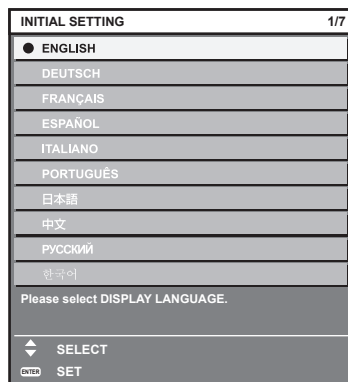 INITIAL SETTING 1/7
ENGLISH
DEUTSCH
FRANÇAIS
ESPAÑOL
ITALIANO
PORTUGUÊS
日本語
中文
РУССКИЙ
한국어
Please select DISPLAY LANGUAGE.
SELECT
ENTER SET